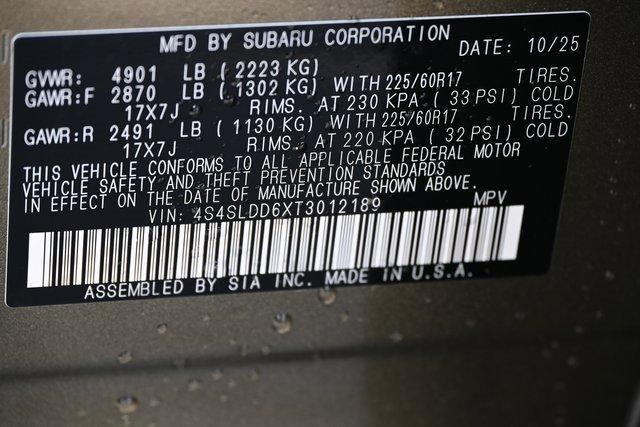 MFD BY SUBARU CORPORATION DATE: 10/25
GVWR: 4901 LB (2223 KG)
GAWR:F 2870 LB (1302 KG) WITH 225/60R17 TIRES.
17X7J RIMS. AT 230 KPA (33 PSI) COLD
GAWR:R 2491 LB (1130 KG) WITH 225/60R17 TIRES.
17X7J RIMS. AT 220 KPA (32 PSI) COLD
THIS VEHICLE CONFORMS TO ALL APPLICABLE FEDERAL MOTOR
VEHICLE SAFETY AND THEFT PREVENTION STANDARDS
IN EFFECT ON THE DATE OF MANUFACTURE SHOWN ABOVE.
VIN: 4S4SLDD6XT3012189 MPV
ASSEMBLED BY SIA INC. MADE IN U.S.A.